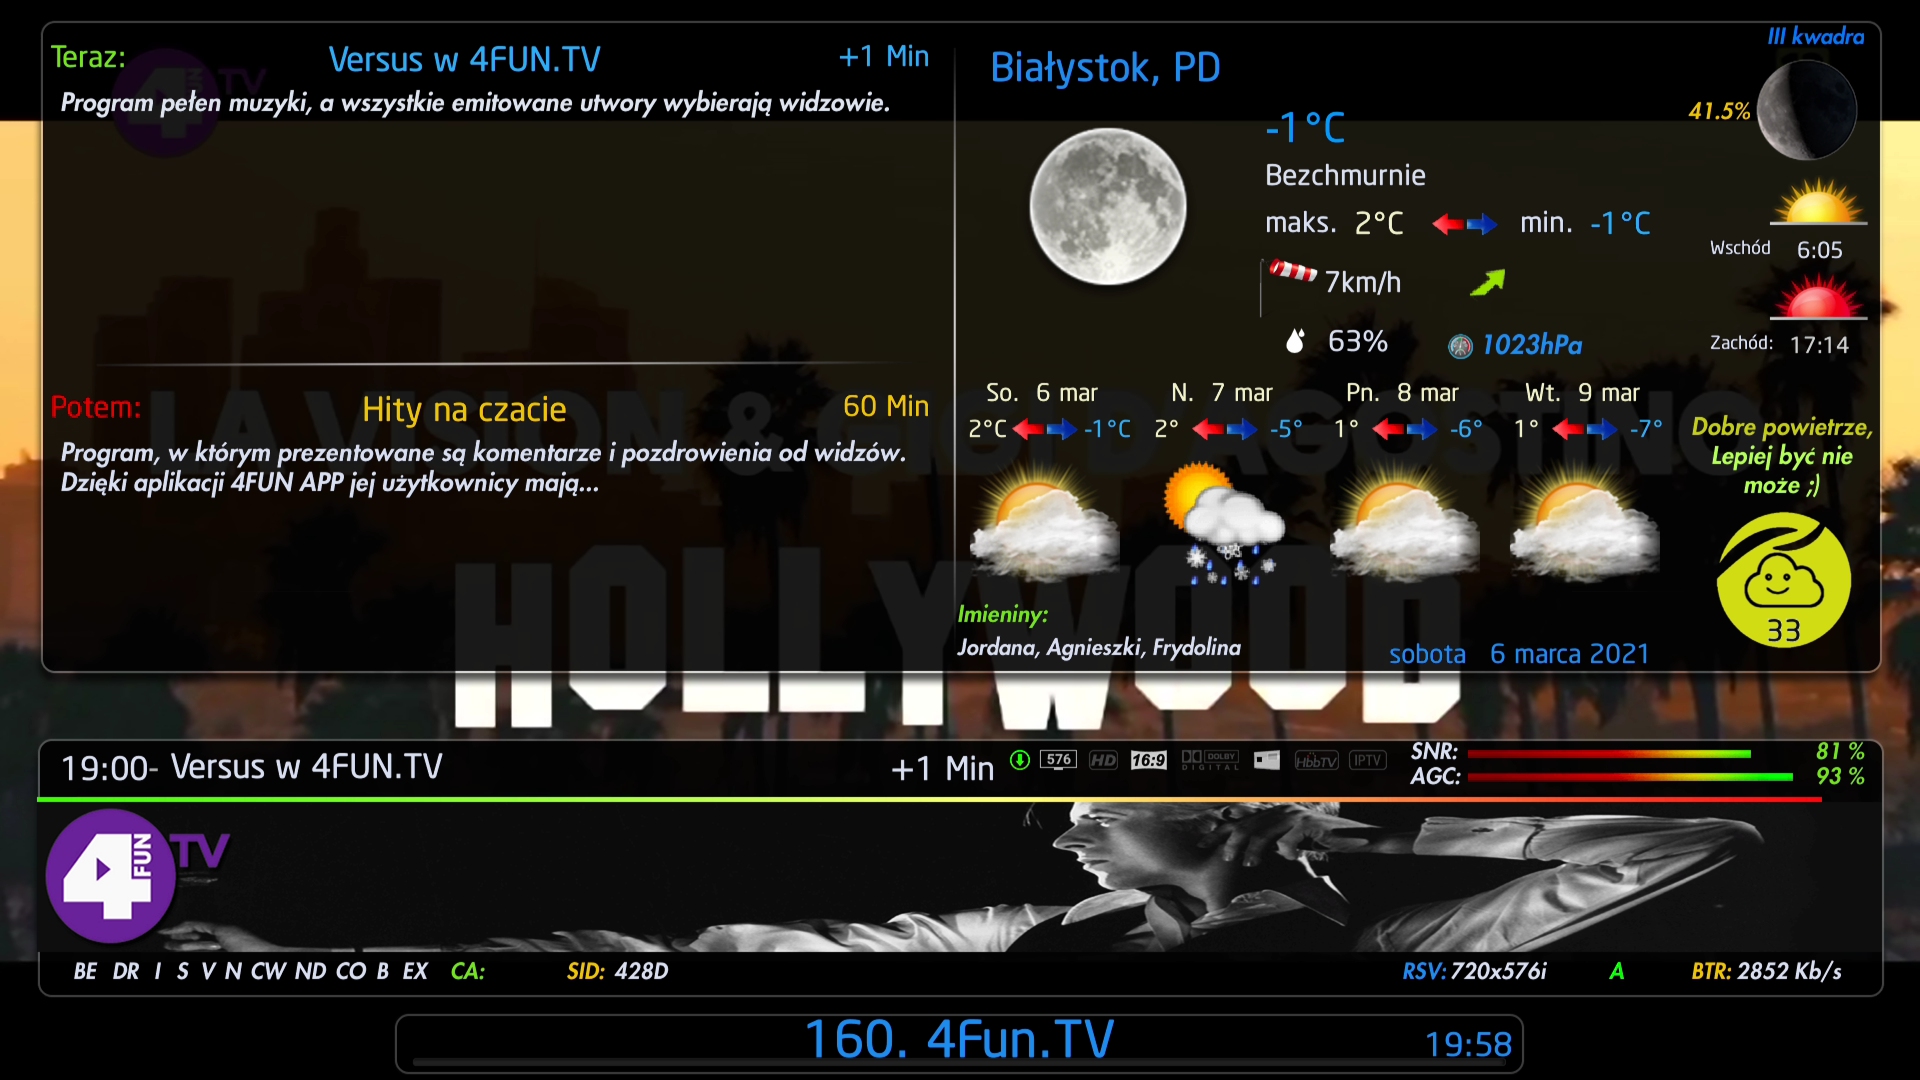 Teraz: Versus w 4FUN.TV +1 Min
Program pełen muzyki, a wszystkie emitowane utwory wybierają widzowie.
Potem: Hity na czacie 60 Min
Program, w którym prezentowane są komentarze i pozdrowienia od widzów.
Dzięki aplikacji 4FUN APP jej użytkownicy mają...
Białystok, PD
III kwadra
41.5%
-1°C
Bezchmurnie
maks. 2°C min. -1°C
7km/h
63% 1023hPa
Wschód 6:05
Zachód: 17:14
So. 6 mar N. 7 mar Pn. 8 mar Wt. 9 mar
2°C -1°C 2° -5° 1° -6° 1° -7°
Dobre powietrze,
Lepiej być nie
może ;)
33
Imieniny:
Jordana, Agnieszki, Frydolina
sobota 6 marca 2021
LA VISION & GIGI D'AGOSTINO
HOLLYWOOD
19:00- Versus w 4FUN.TV +1 Min
576 HD 16:9 DOLBY DIGITAL HbbTV IPTV
SNR: 81 %
AGC: 93 %
4 FUN TV
BE DR I S V N CW ND CO B EX CA: SID: 428D RSV: 720x576i A BTR: 2852 Kb/s
160. 4Fun.TV 19:58